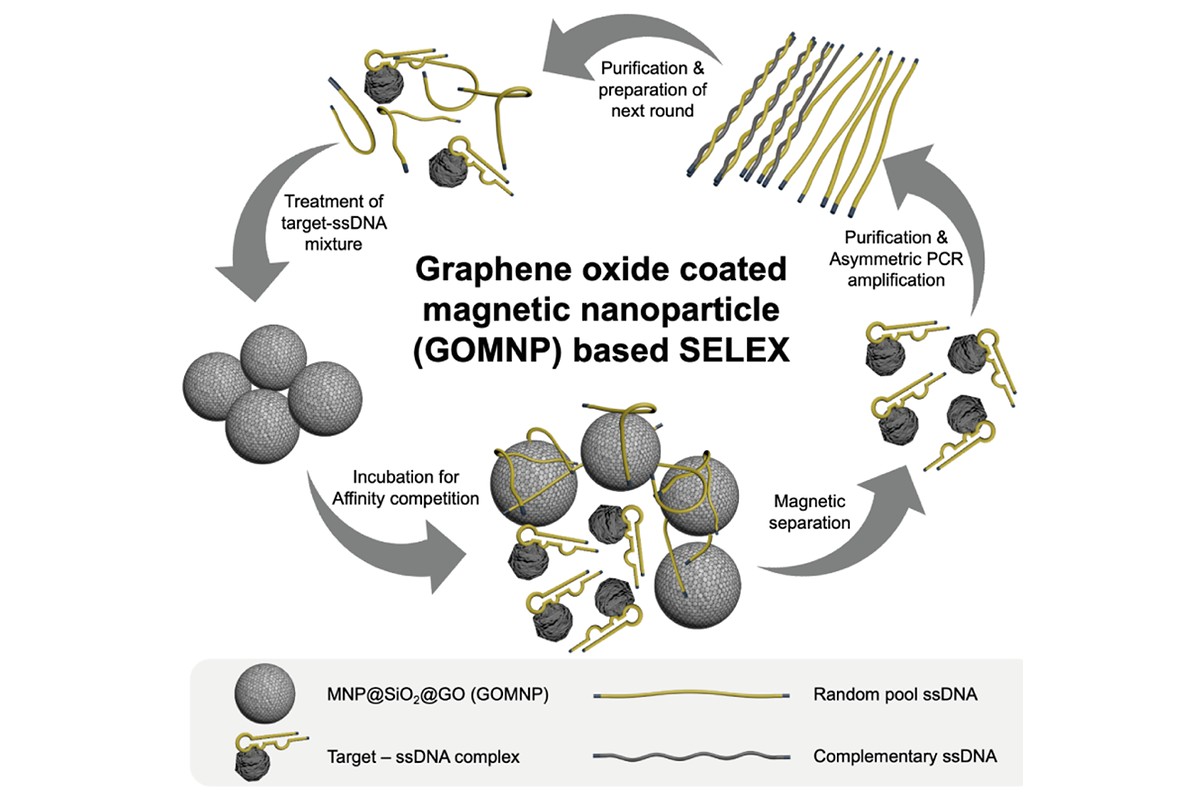 Purification &
preparation of
next round
Treatment of
target-ssDNA
mixture
Purification &
Asymmetric PCR
amplification
Graphene oxide coated
magnetic nanoparticle
(GOMNP) based SELEX
Incubation for
Affinity competition
Magnetic
separation
MNP@SiO₂@GO (GOMNP)
Random pool ssDNA
Target – ssDNA complex
Complementary ssDNA